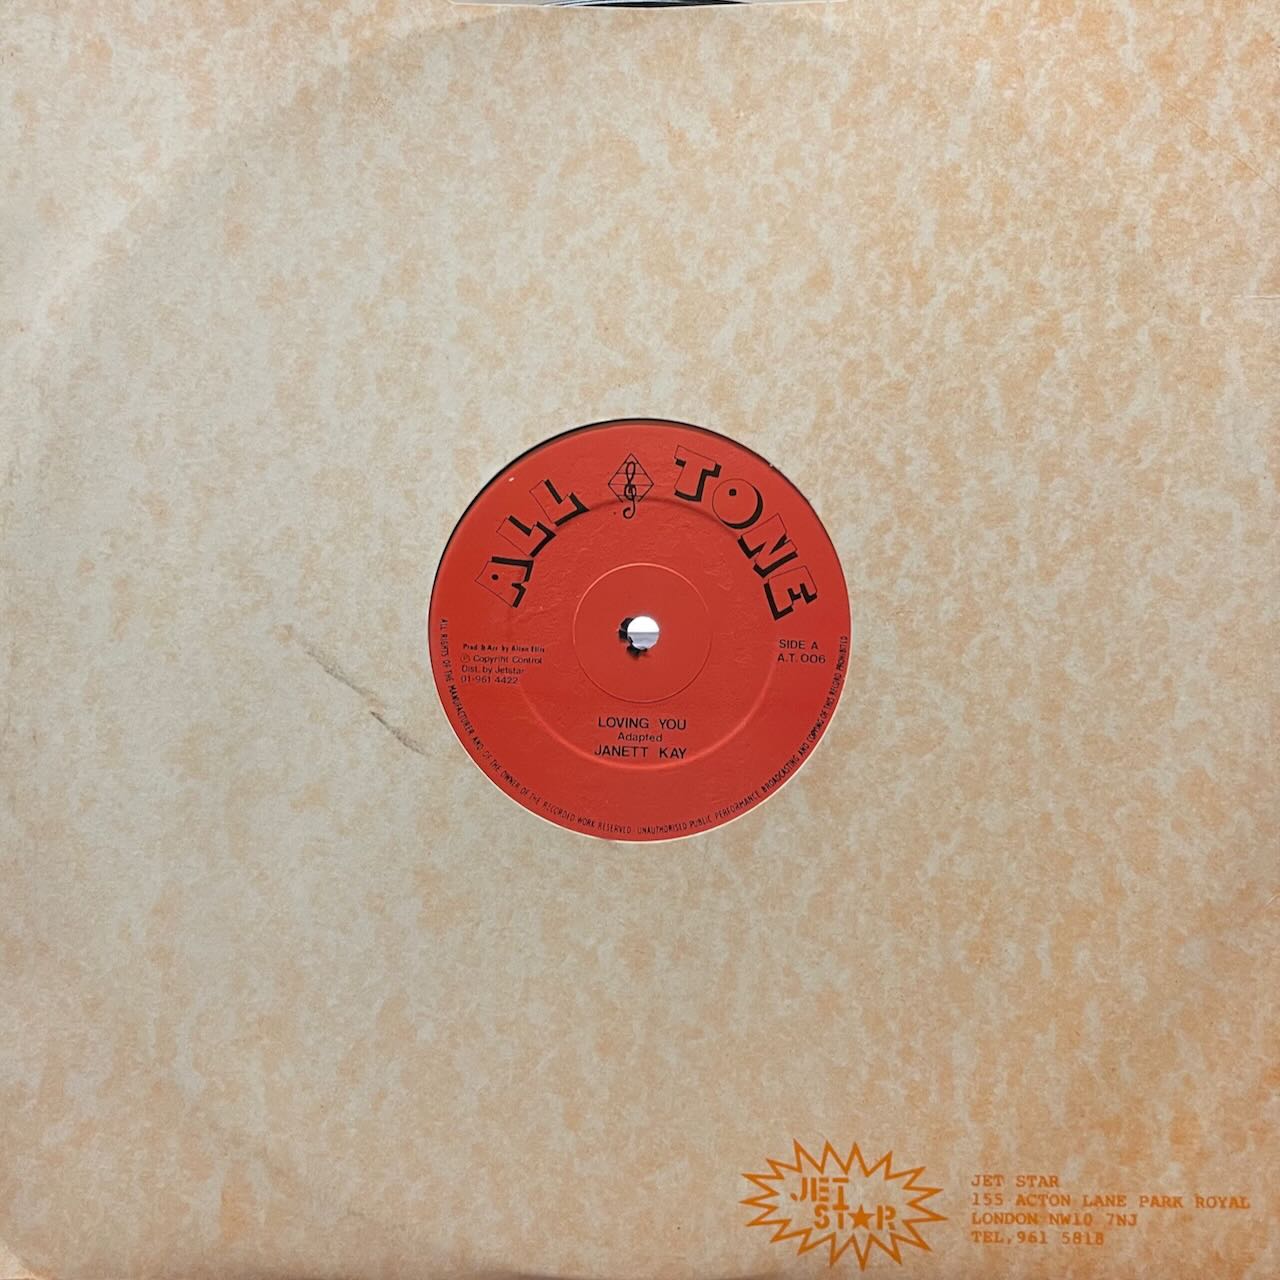 ALL TONE
Prod & Arr by Alton Ellis
℗ Copyriht Control
Dist. by Jetstar
01-961 4422
SIDE A
A.T. 006
LOVING YOU
Adapted
JANETT KAY
ALL RIGHTS OF THE MANUFACTURER AND OF THE OWNER OF THE RECORDED WORK RESERVED · UNAUTHORISED PUBLIC PERFORMANCE BROADCASTING AND COPYING OF THIS RECORD PROHIBITED
JET
STAR
JET STAR
155 ACTON LANE PARK ROYAL
LONDON NW10 7NJ
TEL, 961 5818